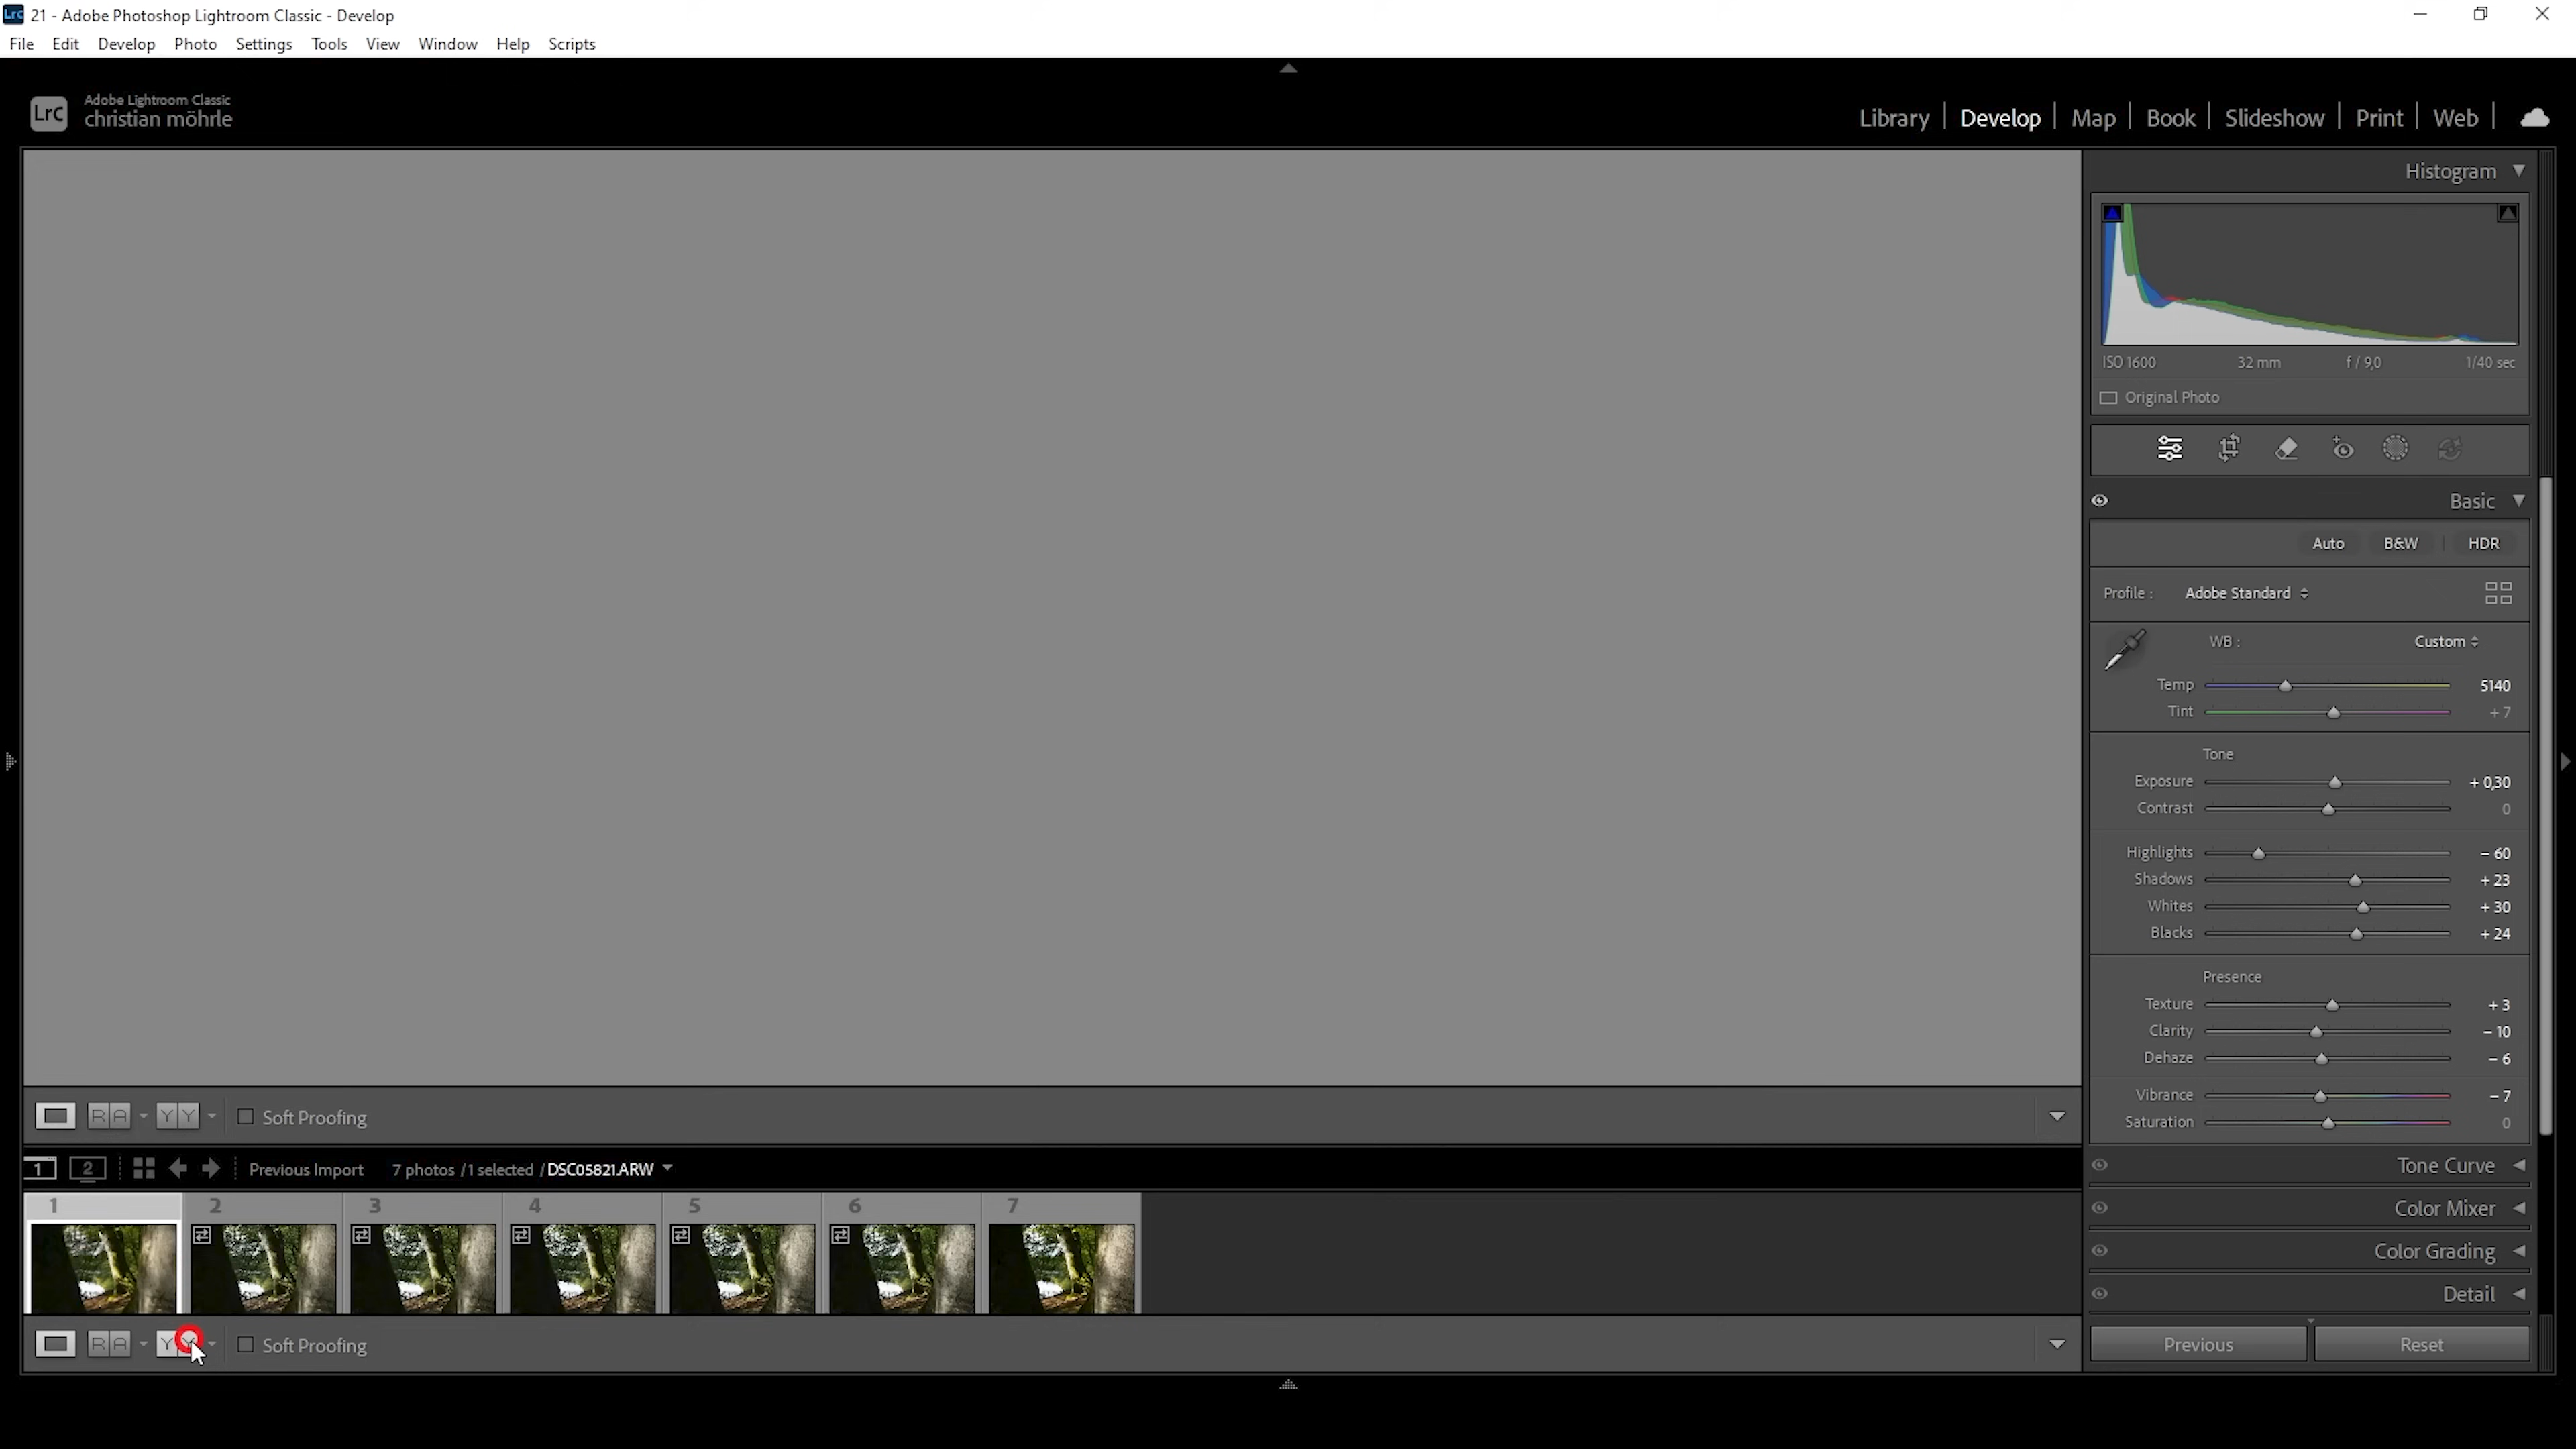 Lrc 21 - Adobe Photoshop Lightroom Classic - Develop
File Edit Develop Photo Settings Tools View Window Help Scripts
Lrc Adobe Lightroom Classic
christian möhrle
Library Develop Map Book Slideshow Print Web
Histogram
ISO 1600 32 mm f / 9,0 1/40 sec
Original Photo
Basic
Auto B&W HDR
Profile : Adobe Standard
WB : Custom
Temp 5140
Tint + 7
Tone
Exposure + 0,30
Contrast 0
Highlights − 60
Shadows + 23
Whites + 30
Blacks + 24
Presence
Texture + 3
Clarity − 10
Dehaze − 6
Vibrance − 7
Saturation 0
R A Y Y Soft Proofing
1 2 Previous Import 7 photos / 1 selected / DSC05821.ARW
Tone Curve
1 2 3 4 5 6 7
Color Mixer
Color Grading
Detail
R A Y Y Soft Proofing
Previous Reset